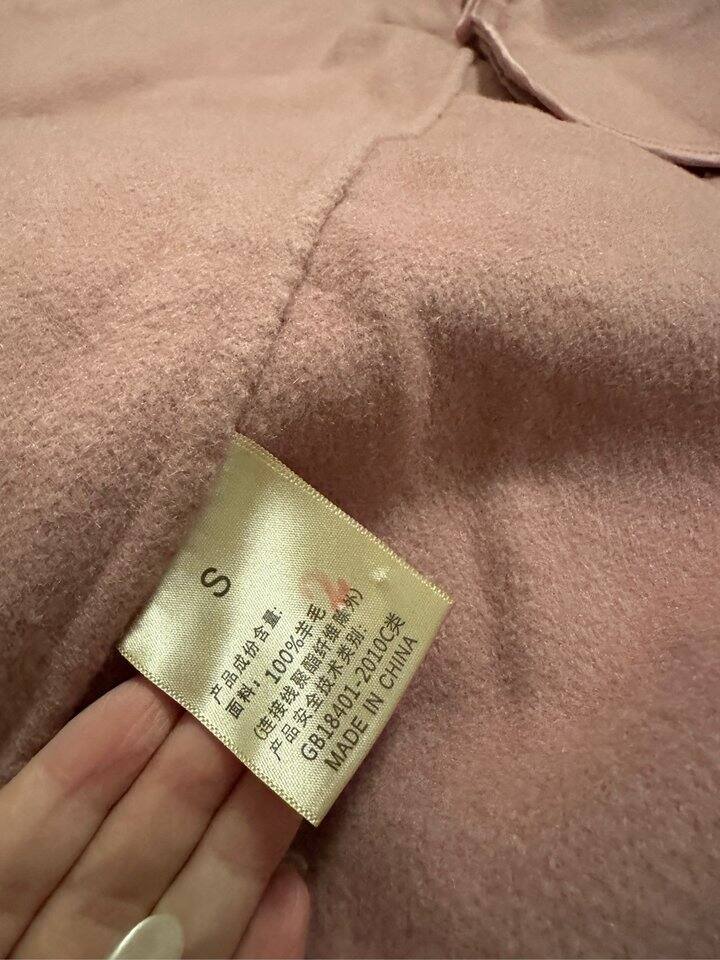 S
产品成份含量:
面料: 100%羊毛
(连接线聚酯纤维除外)
产品安全技术类别:
GB18401-2010C类
MADE IN CHINA
2